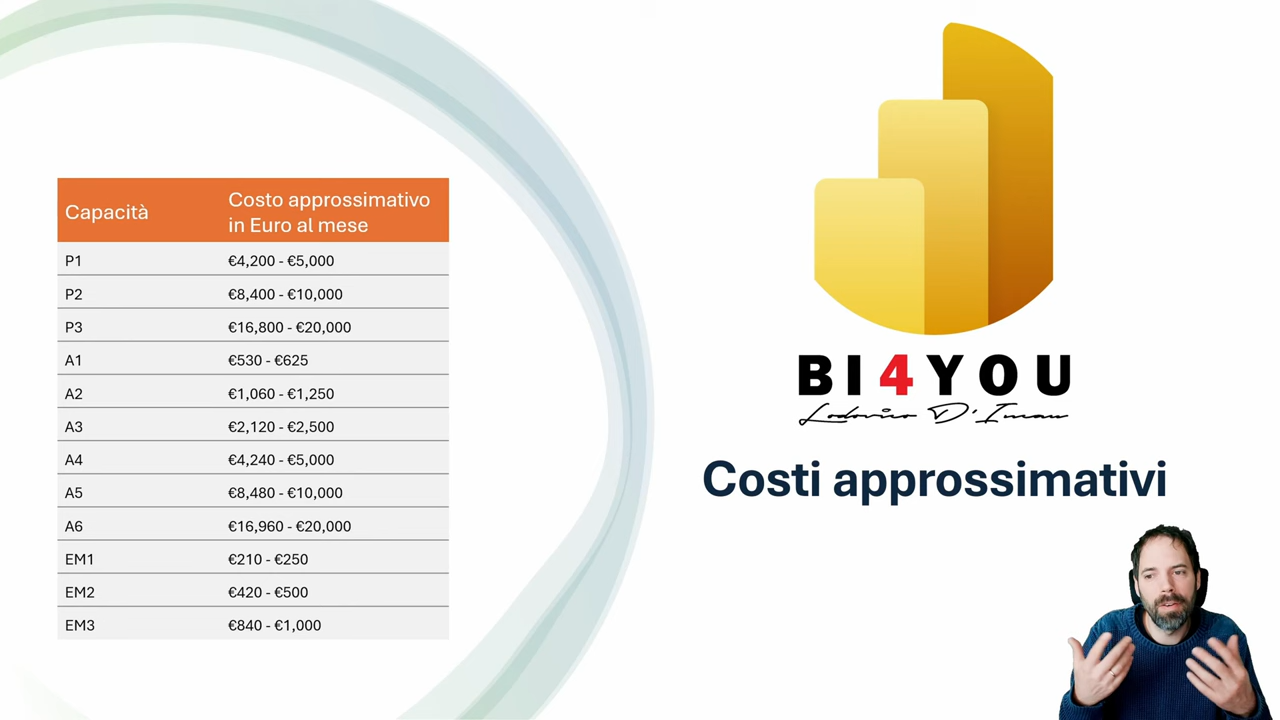 Capacità Costo approssimativo
in Euro al mese
P1 €4,200 - €5,000
P2 €8,400 - €10,000
P3 €16,800 - €20,000
A1 €530 - €625
A2 €1,060 - €1,250
A3 €2,120 - €2,500
A4 €4,240 - €5,000
A5 €8,480 - €10,000
A6 €16,960 - €20,000
EM1 €210 - €250
EM2 €420 - €500
EM3 €840 - €1,000
BI4YOU
Lodovico D'Imau
Costi approssimativi